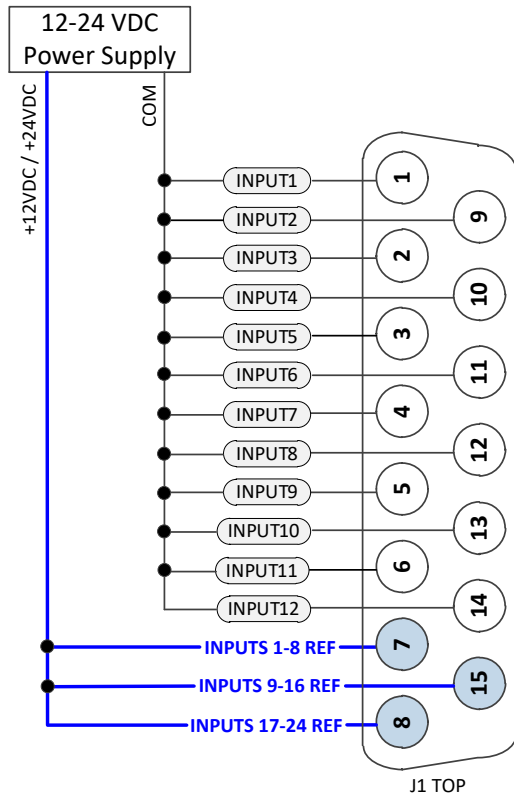 12-24 VDC
Power Supply
+12VDC / +24VDC
COM
INPUT1
1
INPUT2
9
INPUT3
2
INPUT4
10
INPUT5
3
INPUT6
11
INPUT7
4
INPUT8
12
INPUT9
5
INPUT10
13
INPUT11
6
INPUT12
14
INPUTS 1-8 REF
7
INPUTS 9-16 REF
15
INPUTS 17-24 REF
8
J1 TOP